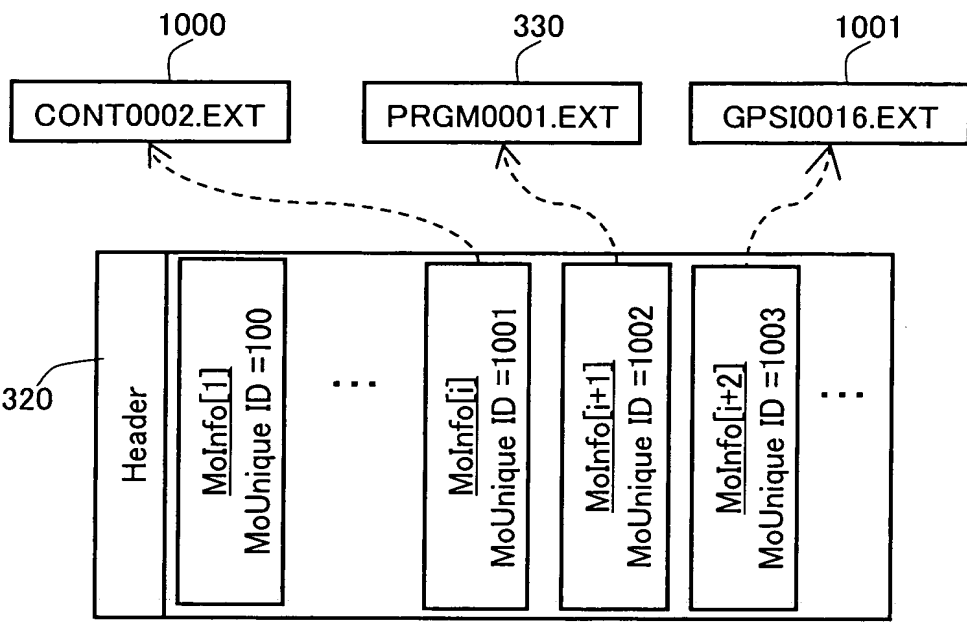 1000
330
1001
CONT0002.EXT
PRGM0001.EXT
GPSI0016.EXT
320
Header
MoInfo[1]
MoUnique ID =100
...
MoInfo[i]
MoUnique ID =1001
MoInfo[i+1]
MoUnique ID =1002
MoInfo[i+2]
MoUnique ID =1003
...